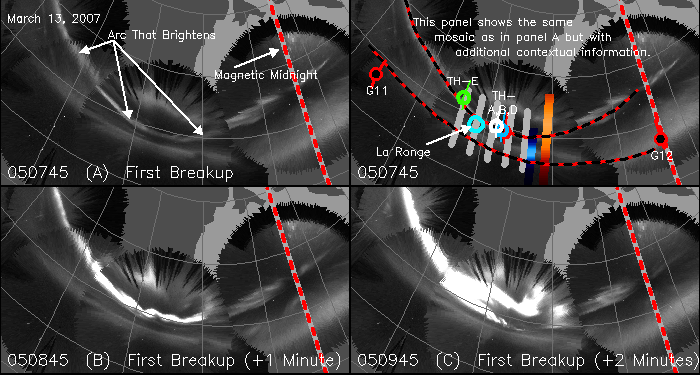 March 13, 2007
Arc That Brightens
Magnetic Midnight
050745 (A) First Breakup
This panel shows the same
mosaic as in panel A but with
additional contextual information.
G11
TH-E
TH-
A,B,D
La Ronge
G12
050745
050845 (B) First Breakup (+1 Minute)
050945 (C) First Breakup (+2 Minutes)